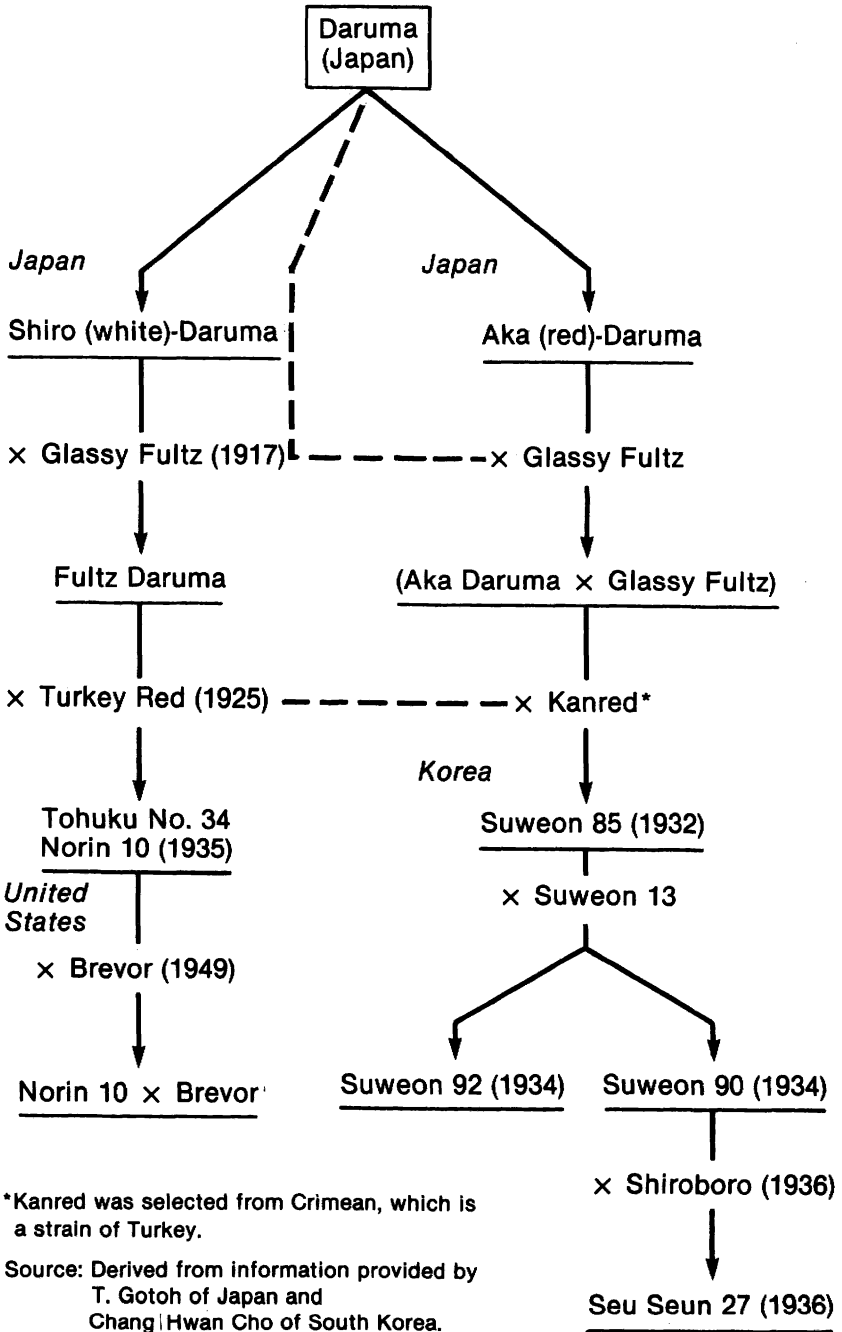 Daruma
(Japan)
Japan
Japan
Shiro (white)-Daruma
Aka (red)-Daruma
× Glassy Fultz (1917)
× Glassy Fultz
Fultz Daruma
(Aka Daruma × Glassy Fultz)
× Turkey Red (1925)
× Kanred*
Korea
Tohuku No. 34
Norin 10 (1935)
Suweon 85 (1932)
United
States
× Suweon 13
× Brevor (1949)
Norin 10 × Brevor
Suweon 92 (1934)
Suweon 90 (1934)
× Shiroboro (1936)
Seu Seun 27 (1936)
*Kanred was selected from Crimean, which is
a strain of Turkey.
Source: Derived from information provided by
T. Gotoh of Japan and
Chang Hwan Cho of South Korea.